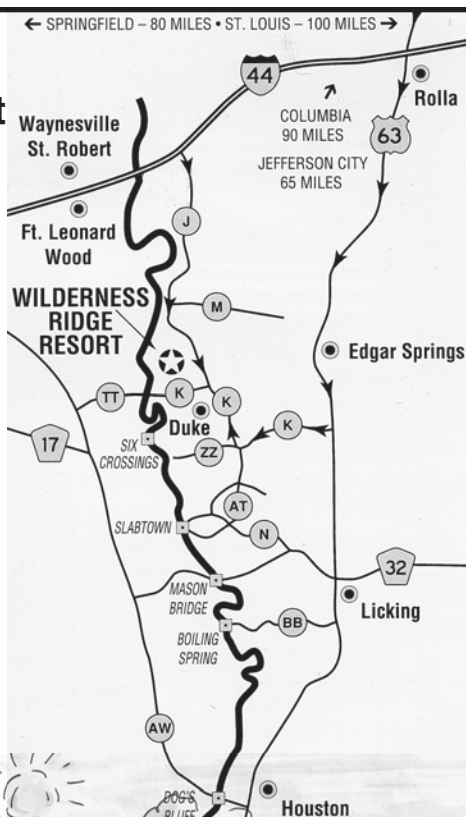 ← SPRINGFIELD – 80 MILES • ST. LOUIS – 100 MILES →
44
Rolla
COLUMBIA
90 MILES
63
Waynesville
St. Robert
JEFFERSON CITY
65 MILES
Ft. Leonard
Wood
J
WILDERNESS
RIDGE
RESORT
M
Edgar Springs
TT
K
K
Duke
K
17
SIX
CROSSINGS
ZZ
AT
SLABTOWN
N
32
MASON
BRIDGE
Licking
BOILING
SPRING
BB
AW
DOG'S
BLUFF
Houston